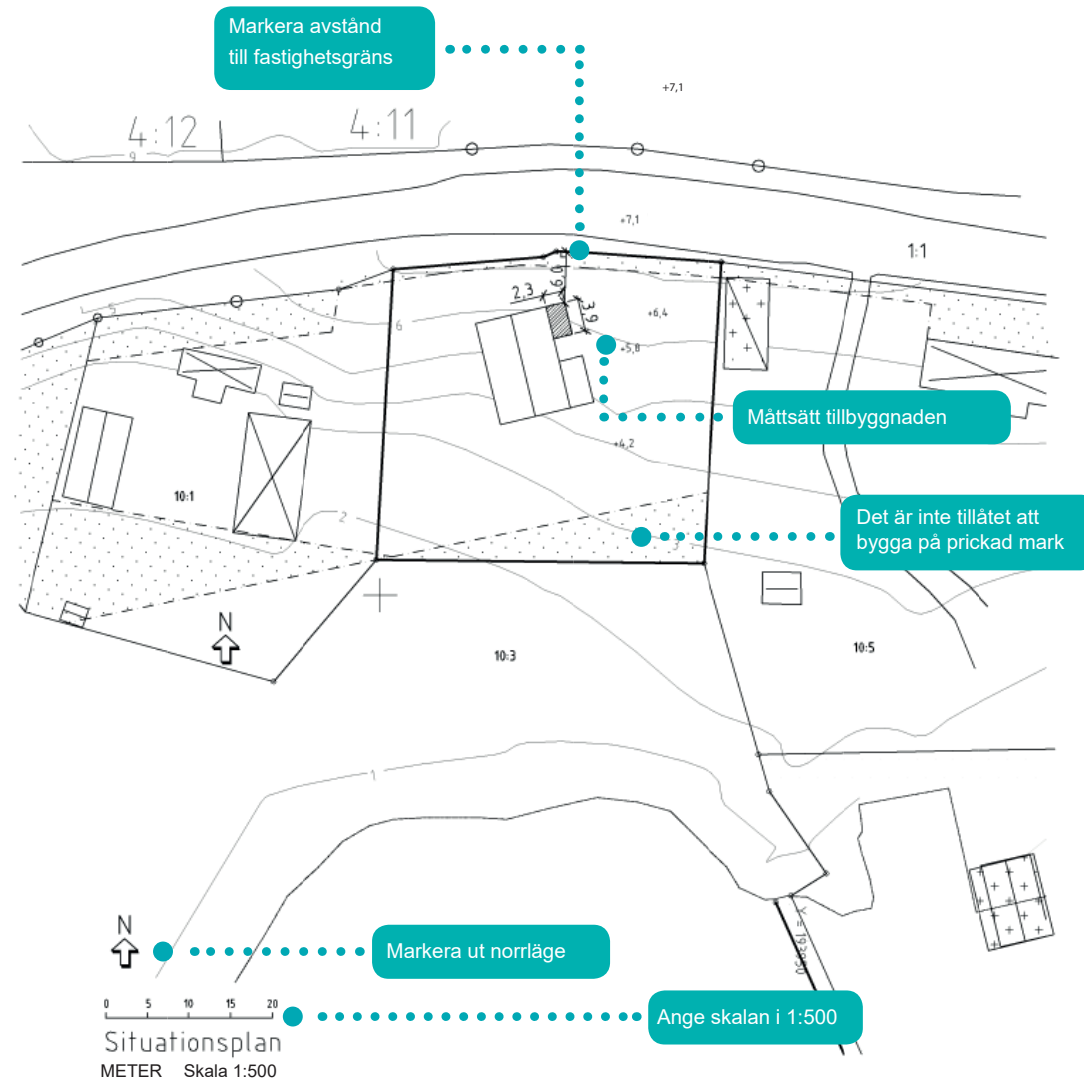 Markera avstånd
till fastighetsgräns
+7,1
4:12
4:11
9
+7,1
1:1
6,0
2,3
3,9
5
6
+6,4
+5,8
Måttsätt tillbyggnaden
+4,2
10:1
2
3
Det är inte tillåtet att
bygga på prickad mark
N
10:3
10:5
1
N
Markera ut norrläge
0 5 10 15 20
Ange skalan i 1:500
Situationsplan
METER Skala 1:500